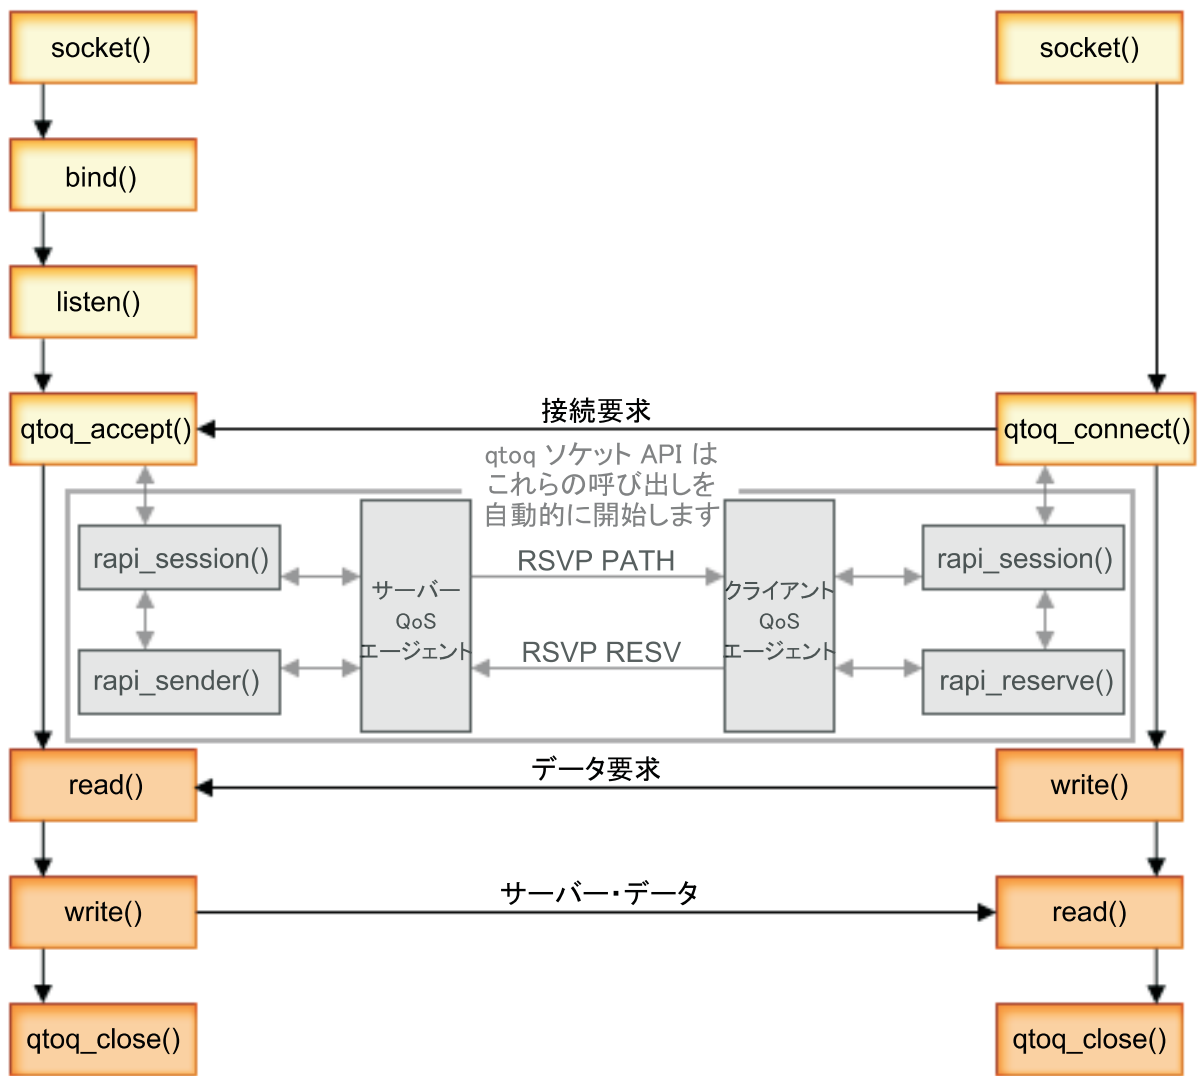 socket()
socket()
bind()
listen()
qtoq_accept()
接続要求
qtoq_connect()
qtoq ソケット API は
これらの呼び出しを
自動的に開始します
rapi_session()
サーバー
QoS
エージェント
RSVP PATH
クライアント
QoS
エージェント
rapi_session()
rapi_sender()
RSVP RESV
rapi_reserve()
read()
データ要求
write()
write()
サーバー・データ
read()
qtoq_close()
qtoq_close()